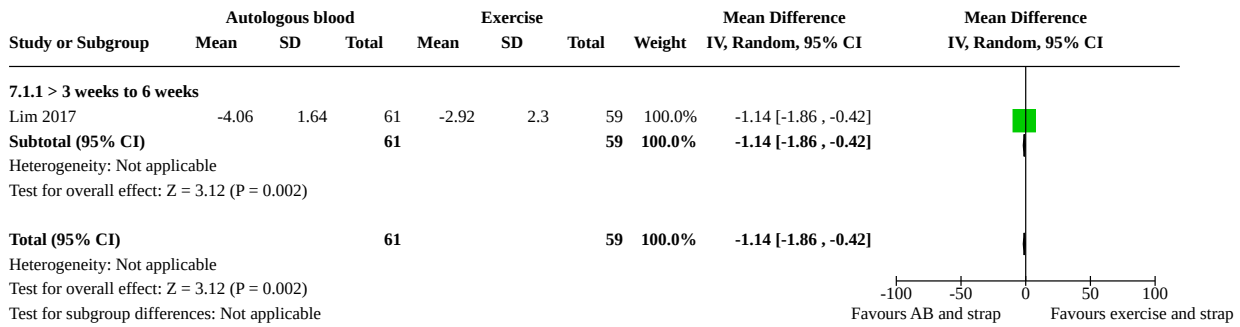 Autologous blood Exercise Mean Difference Mean Difference
Study or Subgroup Mean SD Total Mean SD Total Weight IV, Random, 95% CI IV, Random, 95% CI
7.1.1 > 3 weeks to 6 weeks
Lim 2017 -4.06 1.64 61 -2.92 2.3 59 100.0% -1.14 [-1.86 , -0.42]
Subtotal (95% CI) 61 59 100.0% -1.14 [-1.86 , -0.42]
Heterogeneity: Not applicable
Test for overall effect: Z = 3.12 (P = 0.002)
Total (95% CI) 61 59 100.0% -1.14 [-1.86 , -0.42]
Heterogeneity: Not applicable
Test for overall effect: Z = 3.12 (P = 0.002) -100 -50 0 50 100
Test for subgroup differences: Not applicable Favours AB and strap Favours exercise and strap